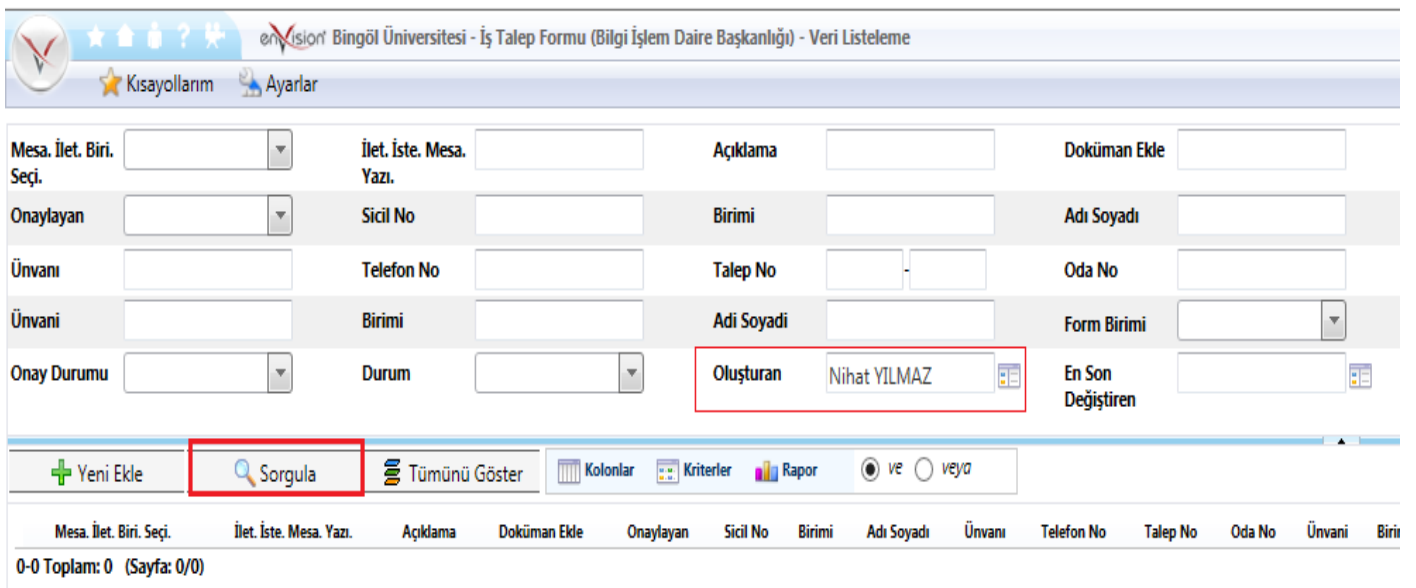 enVision Bingöl Üniversitesi - İş Talep Formu (Bilgi İşlem Daire Başkanlığı) - Veri Listeleme
Kısayollarım Ayarlar
Mesa. İlet. Biri. Seçi.
İlet. İste. Mesa. Yazı.
Açıklama
Doküman Ekle
Onaylayan
Sicil No
Birimi
Adı Soyadı
Ünvanı
Telefon No
Talep No -
Oda No
Ünvani
Birimi
Adi Soyadi
Form Birimi
Onay Durumu
Durum
Oluşturan Nihat YILMAZ
En Son Değiştiren
Yeni Ekle Sorgula Tümünü Göster Kolonlar Kriterler Rapor ve veya
Mesa. İlet. Biri. Seçi. İlet. İste. Mesa. Yazı. Açıklama Doküman Ekle Onaylayan Sicil No Birimi Adı Soyadı Ünvanı Telefon No Talep No Oda No Ünvani
0-0 Toplam: 0 (Sayfa: 0/0)